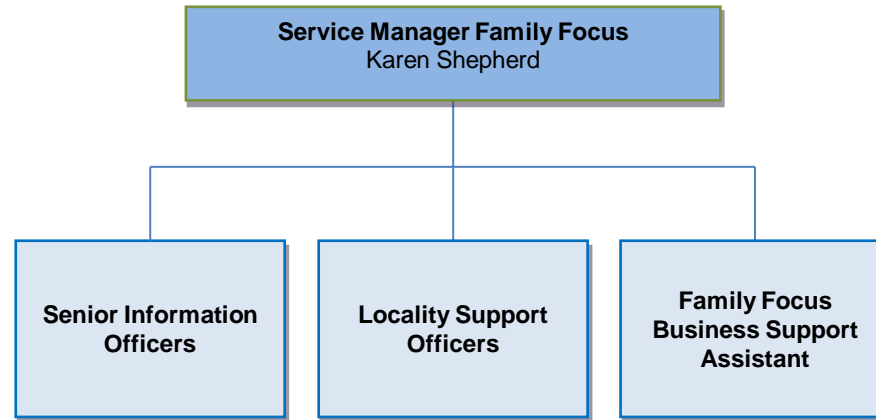 Service Manager Family Focus
Karen Shepherd
Senior Information
Officers
Locality Support
Officers
Family Focus
Business Support
Assistant